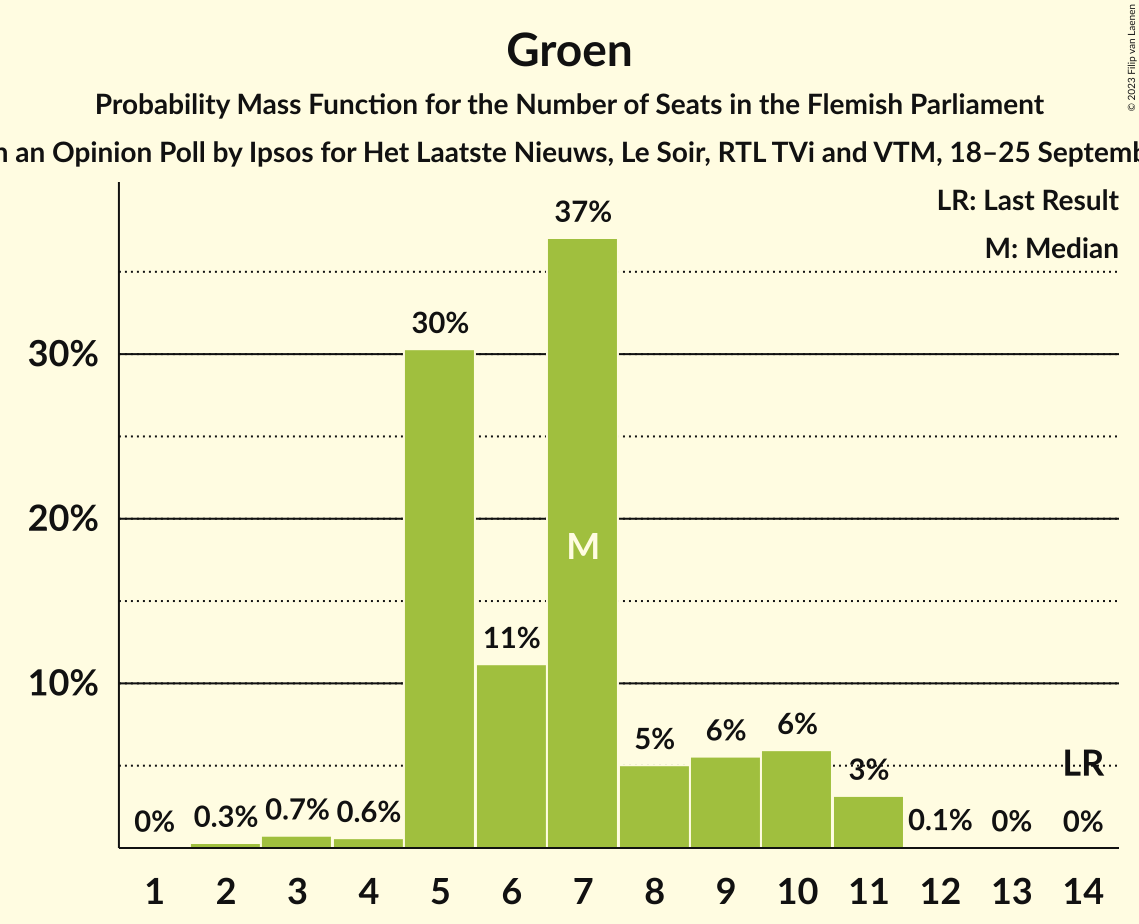 Groen
Probability Mass Function for the Number of Seats in the Flemish Parliament
an Opinion Poll by Ipsos for Het Laatste Nieuws, Le Soir, RTL TVi and VTM, 18–25
© 2023 Filip van Laenen
LR: Last Result
M: Median
37%
30%
30%
20%
M
11%
10%
5%
6%
6%
3%
LR
0%
0.3%
0.7%
0.6%
0.1%
0%
0%
1 2 3 4 5 6 7 8 9 10 11 12 13 14